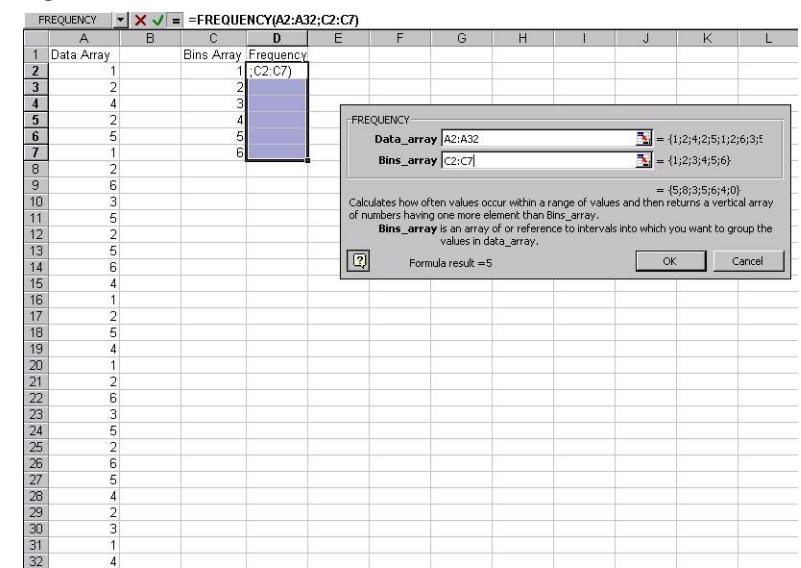 FREQUENCY =FREQUENCY(A2:A32;C2:C7)
A B C D E F G H I J K L
1 Data Array Bins Array Frequency
2 1 1 ;C2:C7)
3 2 2
4 4 3
5 2 4
6 5 5
7 1 6
8 2
9 6
10 3
11 5
12 2
13 5
14 6
15 4
16 1
17 2
18 5
19 4
20 1
21 2
22 6
23 3
24 5
25 2
26 6
27 5
28 4
29 2
30 3
31 1
32 4
FREQUENCY
Data_array A2:A32 = {1;2;4;2;5;1;2;6;3;5
Bins_array C2:C7 = {1;2;3;4;5;6}
= {5;8;3;5;6;4;0}
Calculates how often values occur within a range of values and then returns a vertical array
of numbers having one more element than Bins_array.
Bins_array is an array of or reference to intervals into which you want to group the
values in data_array.
Formula result =5
OK Cancel